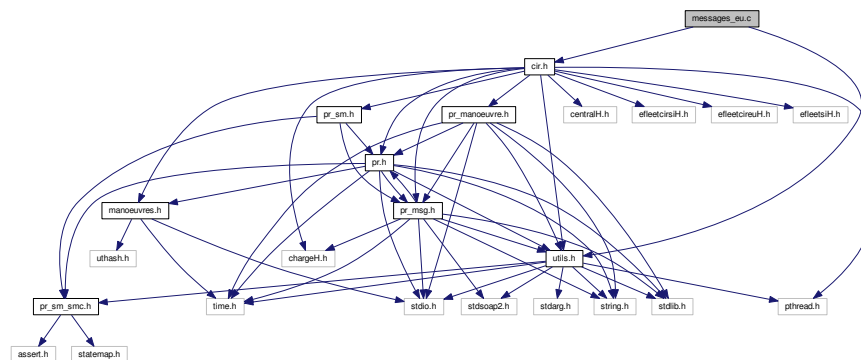 messages_eu.c
cir.h
pr_sm.h
pr_manoeuvre.h
centralH.h
efleetcirsiH.h
efleetcireuH.h
efleetsiH.h
pr.h
manoeuvres.h
pr_msg.h
uthash.h
chargeH.h
utils.h
pr_sm_smc.h
time.h
stdio.h
stdsoap2.h
stdarg.h
string.h
stdlib.h
pthread.h
assert.h
statemap.h